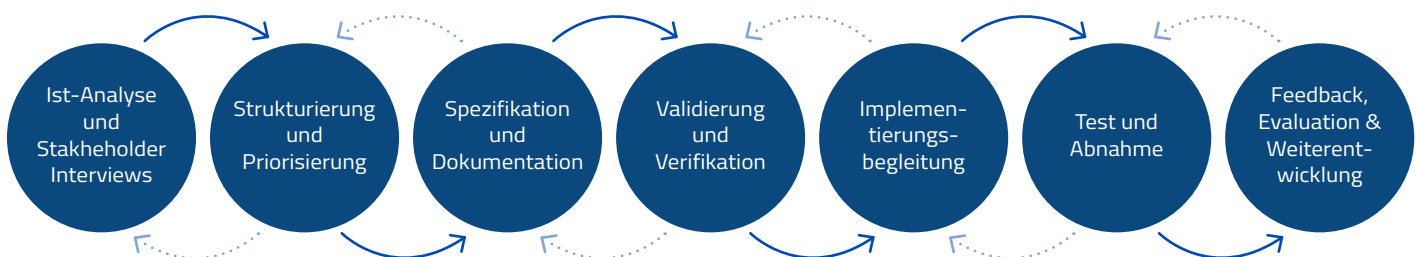 Ist-Analyse
und
Stakheholder
Interviews
Strukturierung
und
Priorisierung
Spezifikation
und
Dokumentation
Validierung
und
Verifikation
Implemen-
tierungs-
begleitung
Test und
Abnahme
Feedback,
Evaluation &
Weiterent-
wicklung